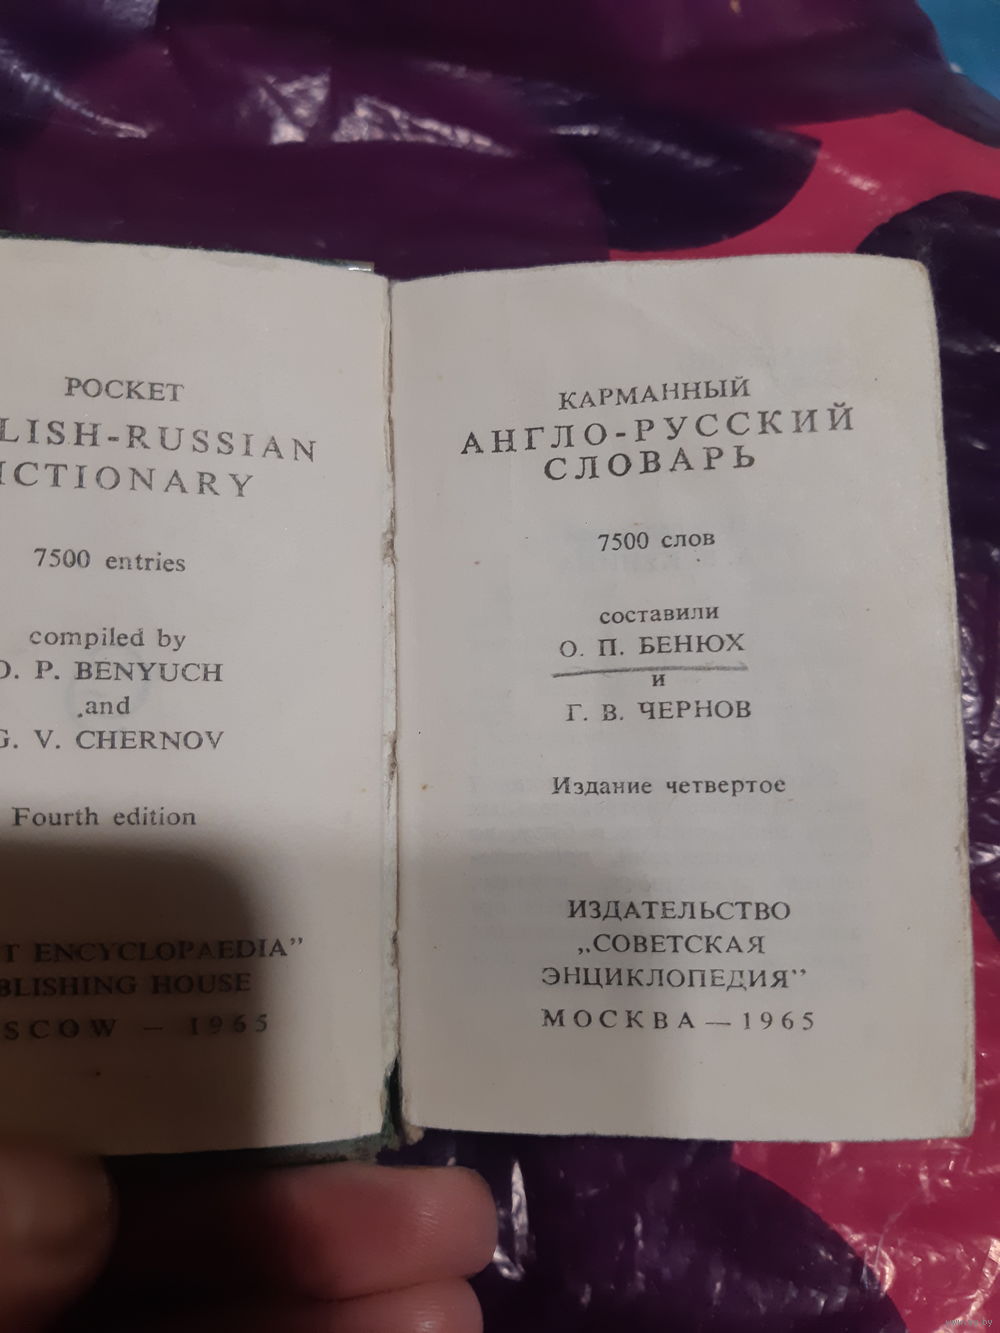 POCKET
LISH-RUSSIAN
ICTIONARY
7500 entries
compiled by
O. P. BENYUCH
and
G. V. CHERNOV
Fourth edition
T ENCYCLOPAEDIA”
BLISHING HOUSE
SCOW — 1965
КАРМАННЫЙ
АНГЛО-РУССКИЙ
СЛОВАРЬ
7500 слов
составили
О. П. БЕНЮХ
и
Г. В. ЧЕРНОВ
Издание четвертое
ИЗДАТЕЛЬСТВО
„СОВЕТСКАЯ
ЭНЦИКЛОПЕДИЯ”
МОСКВА — 1965